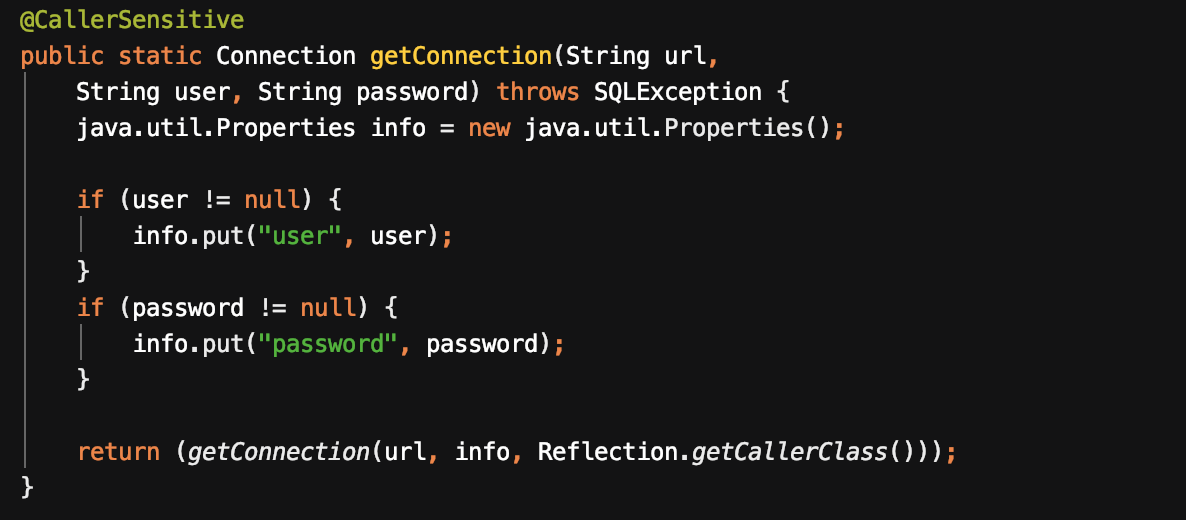 @CallerSensitive
public static Connection getConnection(String url,
    String user, String password) throws SQLException {
    java.util.Properties info = new java.util.Properties();

    if (user != null) {
        info.put("user", user);
    }
    if (password != null) {
        info.put("password", password);
    }

    return (getConnection(url, info, Reflection.getCallerClass()));
}